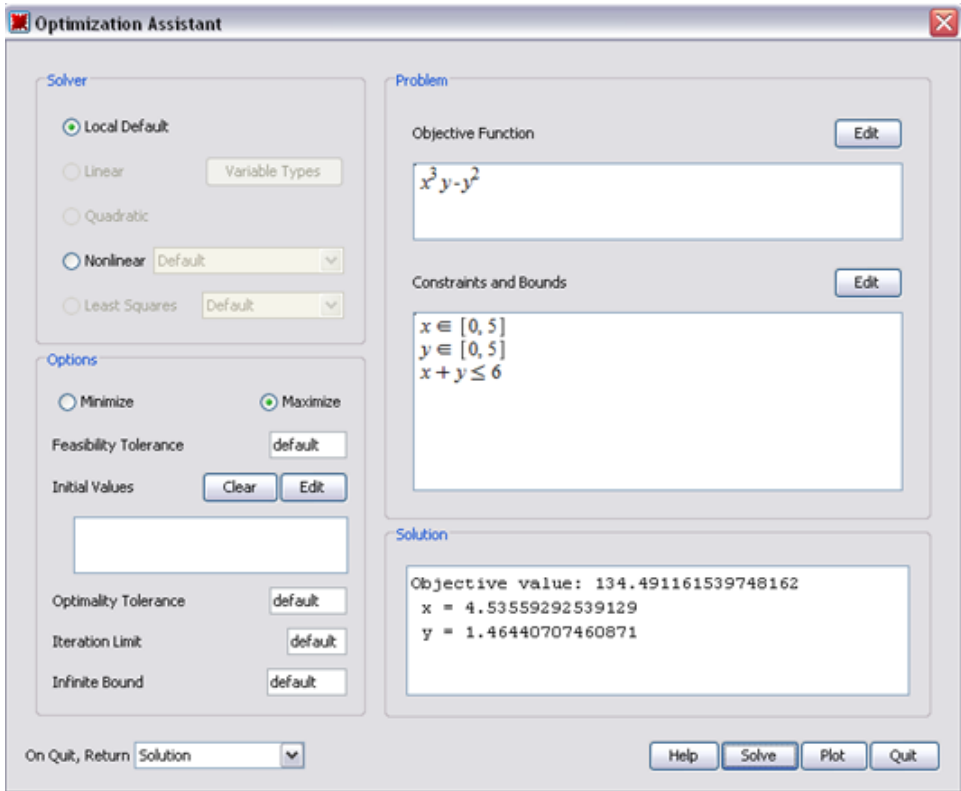 Optimization Assistant
Solver
Local Default
Linear Variable Types
Quadratic
Nonlinear Default
Least Squares Default
Options
Minimize Maximize
Feasibility Tolerance default
Initial Values Clear Edit
Optimality Tolerance default
Iteration Limit default
Infinite Bound default
Problem
Objective Function Edit
x³ y-y²
Constraints and Bounds Edit
x ∈ [0, 5]
y ∈ [0, 5]
x + y ≤ 6
Solution
Objective value: 134.491161539748162
x = 4.53559292539129
y = 1.46440707460871
On Quit, Return Solution Help Solve Plot Quit